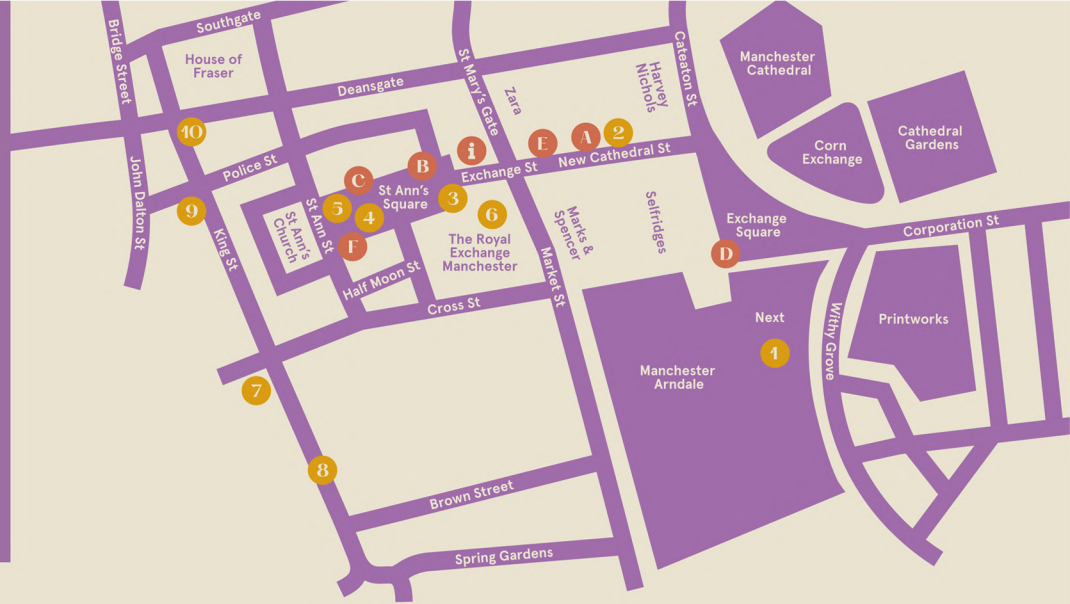 Southgate
Bridge Street
House of
Fraser
Deansgate
St Mary's Gate
Zara
Harvey
Nichols
Cateaton St
Manchester
Cathedral
Corn
Exchange
Cathedral
Gardens
10
Police St
John Dalton St
9
King St
C
B
i
E
A
2
New Cathedral St
Exchange St
St Ann's
Square
5
4
3
6
F
St Ann St
St Ann's
Church
The Royal
Exchange
Manchester
Half Moon St
Cross St
Marks &
Spencer
Market St
Selfridges
Exchange
Square
D
Corporation St
Withy Grove
Printworks
Next
1
Manchester
Arndale
7
8
Brown Street
Spring Gardens